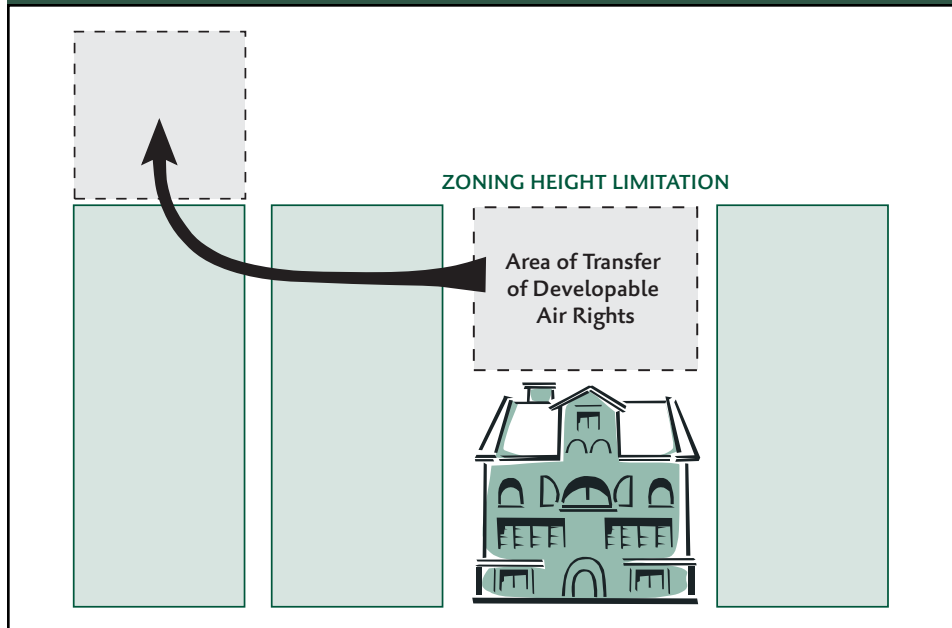 ZONING HEIGHT LIMITATION
Area of Transfer
of Developable
Air Rights